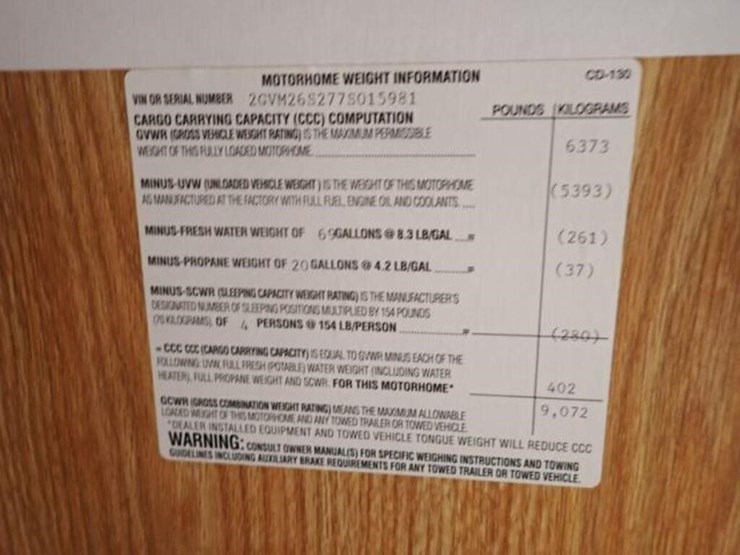 MOTORHOME WEIGHT INFORMATION CD-130
VIN OR SERIAL NUMBER 2GVM26S277S015981
POUNDS KILOGRAMS
CARGO CARRYING CAPACITY (CCC) COMPUTATION
GVWR (GROSS VEHICLE WEIGHT RATING) IS THE MAXIMUM PERMISSIBLE
WEIGHT OF THIS FULLY LOADED MOTORHOME 6373
MINUS-UVW (UNLOADED VEHICLE WEIGHT) IS THE WEIGHT OF THIS MOTORHOME
AS MANUFACTURED AT THE FACTORY WITH FULL FUEL, ENGINE OIL AND COOLANTS. (5393)
MINUS-FRESH WATER WEIGHT OF 69GALLONS @ 8.3 LB/GAL (261)
MINUS-PROPANE WEIGHT OF 20 GALLONS @ 4.2 LB/GAL (37)
MINUS-SCWR (SLEEPING CAPACITY WEIGHT RATING) IS THE MANUFACTURER'S
DESIGNATED NUMBER OF SLEEPING POSITIONS MULTIPLIED BY 154 POUNDS
(70 KILOGRAMS). OF 4 PERSONS @ 154 LB/PERSON (280)
= CCC CCC (CARGO CARRYING CAPACITY) IS EQUAL TO GVWR MINUS EACH OF THE
FOLLOWING: UVW, FULL FRESH (POTABLE) WATER WEIGHT (INCLUDING WATER
HEATER), FULL PROPANE WEIGHT AND SCWR. FOR THIS MOTORHOME* 402
GCWR (GROSS COMBINATION WEIGHT RATING) MEANS THE MAXIMUM ALLOWABLE 9,072
LOADED WEIGHT OF THIS MOTORHOME AND ANY TOWED TRAILER OR TOWED VEHICLE.
*DEALER INSTALLED EQUIPMENT AND TOWED VEHICLE TONGUE WEIGHT WILL REDUCE CCC
WARNING: CONSULT OWNER MANUAL(S) FOR SPECIFIC WEIGHING INSTRUCTIONS AND TOWING
GUIDELINES INCLUDING AUXILIARY BRAKE REQUIREMENTS FOR ANY TOWED TRAILER OR TOWED VEHICLE.